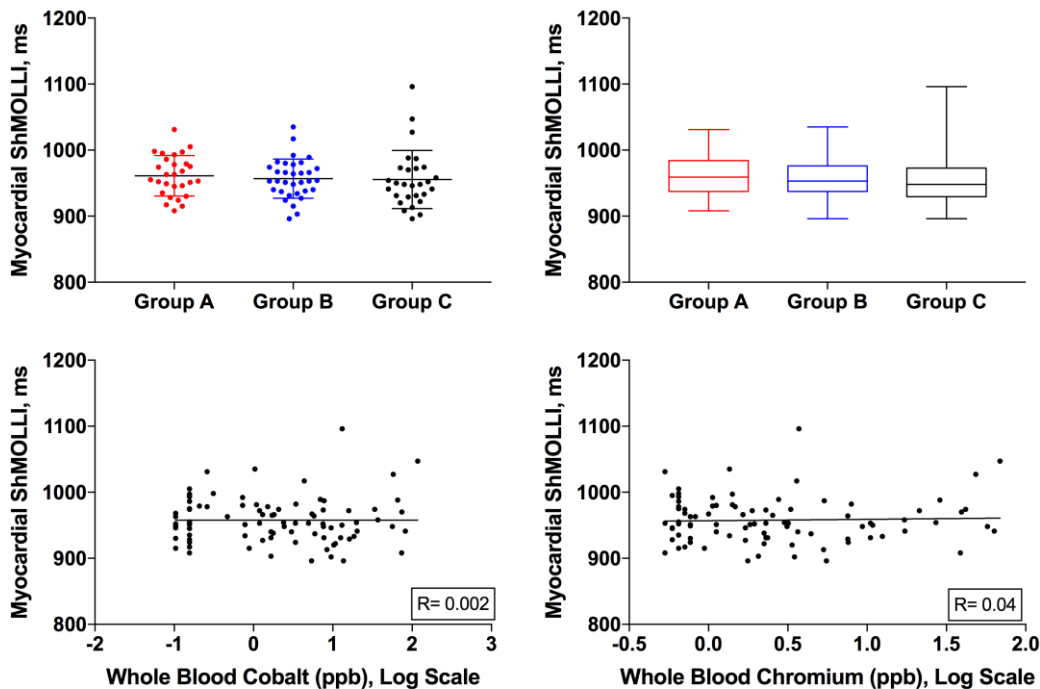 Myocardial ShMOLLI, ms
1200
1100
1000
900
800
Group A
Group B
Group C
Myocardial ShMOLLI, ms
1200
1100
1000
900
800
Group A
Group B
Group C
Myocardial ShMOLLI, ms
1200
1100
1000
900
800
R= 0.002
-2
-1
0
1
2
3
Whole Blood Cobalt (ppb), Log Scale
Myocardial ShMOLLI, ms
1200
1100
1000
900
800
R= 0.04
-0.5
0.0
0.5
1.0
1.5
2.0
Whole Blood Chromium (ppb), Log Scale